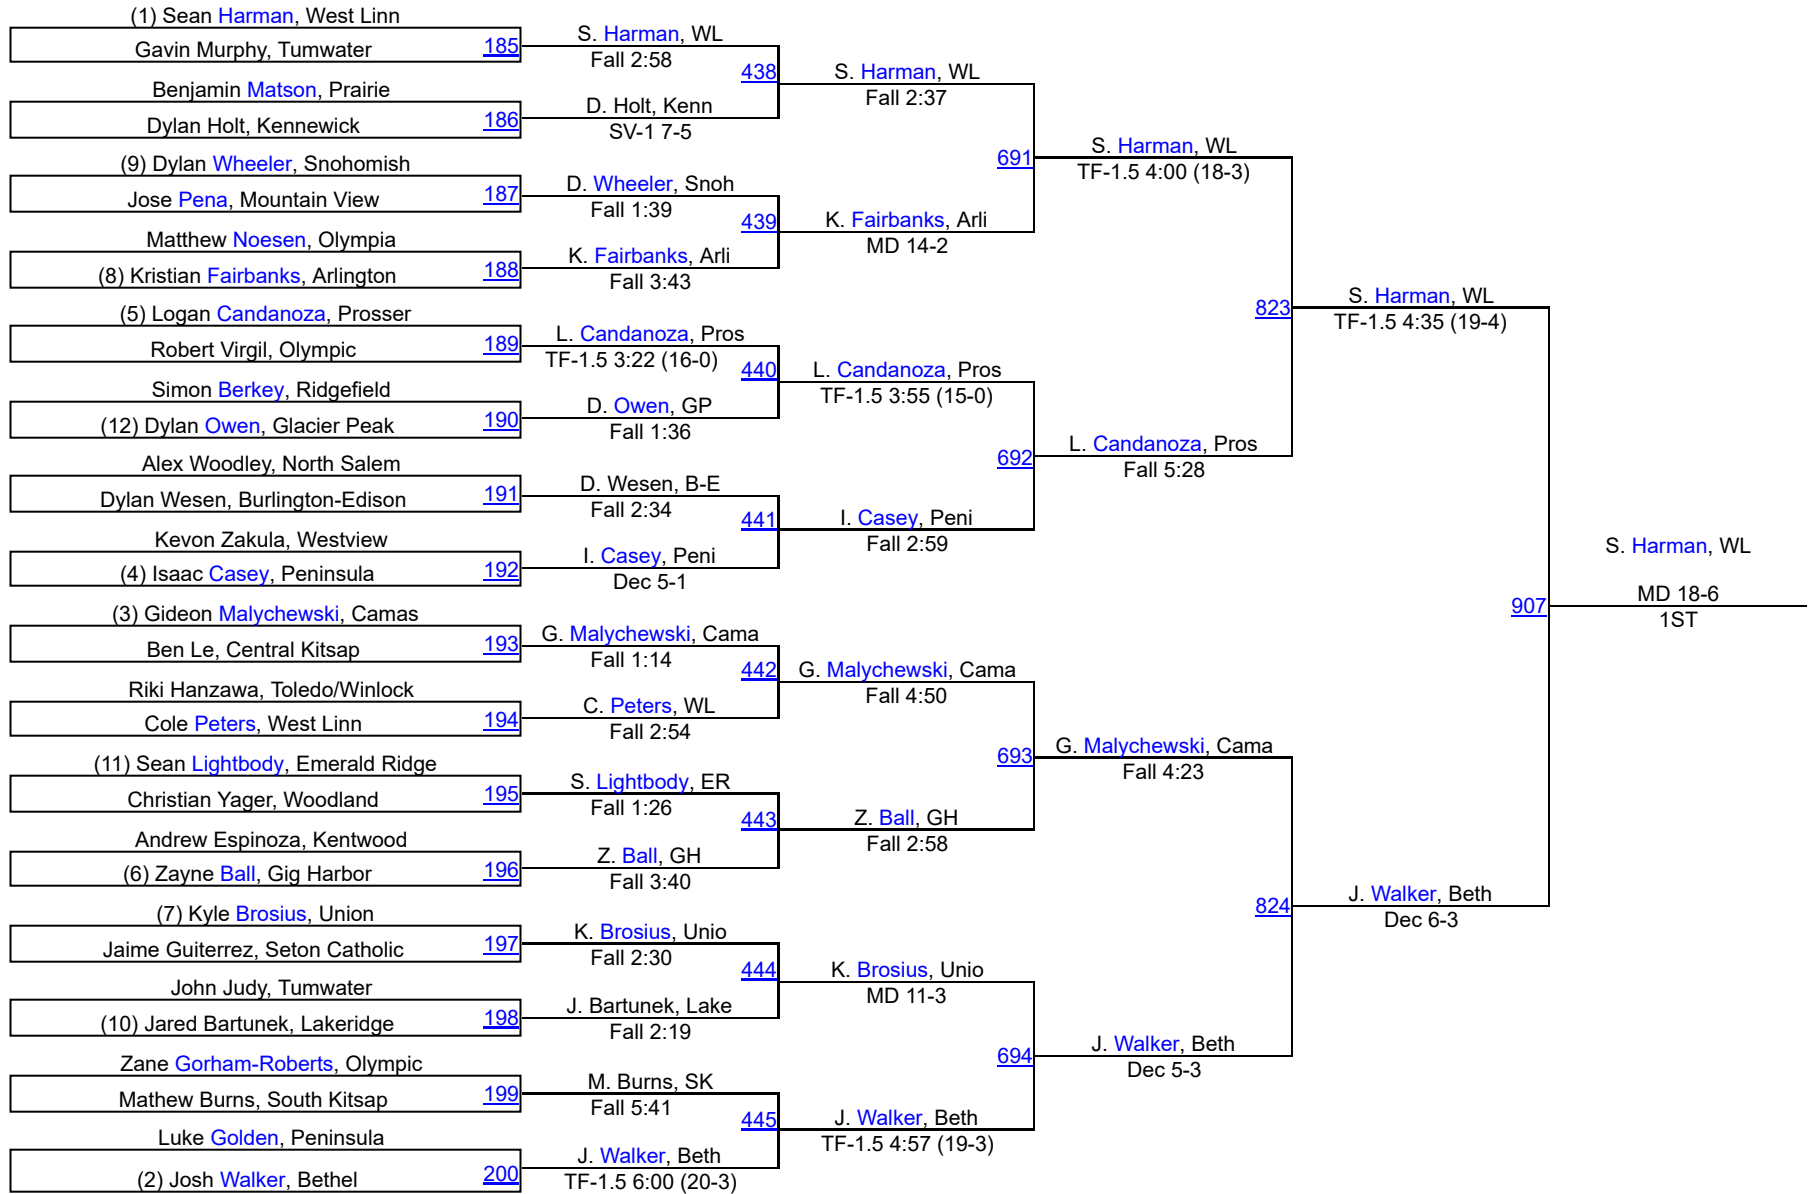 (1) Sean Harman, West Linn
Gavin Murphy, Tumwater
185
Benjamin Matson, Prairie
Dylan Holt, Kennewick
186
(9) Dylan Wheeler, Snohomish
Jose Pena, Mountain View
187
Matthew Noesen, Olympia
(8) Kristian Fairbanks, Arlington
188
(5) Logan Candanoza, Prosser
Robert Virgil, Olympic
189
Simon Berkey, Ridgefield
(12) Dylan Owen, Glacier Peak
190
Alex Woodley, North Salem
Dylan Wesen, Burlington-Edison
191
Kevon Zakula, Westview
(4) Isaac Casey, Peninsula
192
(3) Gideon Malychewski, Camas
Ben Le, Central Kitsap
193
Riki Hanzawa, Toledo/Winlock
Cole Peters, West Linn
194
(11) Sean Lightbody, Emerald Ridge
Christian Yager, Woodland
195
Andrew Espinoza, Kentwood
(6) Zayne Ball, Gig Harbor
196
(7) Kyle Brosius, Union
Jaime Guiterrez, Seton Catholic
197
John Judy, Tumwater
(10) Jared Bartunek, Lakeridge
198
Zane Gorham-Roberts, Olympic
Mathew Burns, South Kitsap
199
Luke Golden, Peninsula
(2) Josh Walker, Bethel
200
S. Harman, WL
Fall 2:58
438
D. Holt, Kenn
SV-1 7-5
D. Wheeler, Snoh
Fall 1:39
439
K. Fairbanks, Arli
Fall 3:43
L. Candanoza, Pros
TF-1.5 3:22 (16-0)
440
D. Owen, GP
Fall 1:36
D. Wesen, B-E
Fall 2:34
441
I. Casey, Peni
Dec 5-1
G. Malychewski, Cama
Fall 1:14
442
C. Peters, WL
Fall 2:54
S. Lightbody, ER
Fall 1:26
443
Z. Ball, GH
Fall 3:40
K. Brosius, Unio
Fall 2:30
444
J. Bartunek, Lake
Fall 2:19
M. Burns, SK
Fall 5:41
445
J. Walker, Beth
TF-1.5 6:00 (20-3)
S. Harman, WL
Fall 2:37
691
K. Fairbanks, Arli
MD 14-2
L. Candanoza, Pros
TF-1.5 3:55 (15-0)
692
I. Casey, Peni
Fall 2:59
G. Malychewski, Cama
Fall 4:50
693
Z. Ball, GH
Fall 2:58
K. Brosius, Unio
MD 11-3
694
J. Walker, Beth
TF-1.5 4:57 (19-3)
S. Harman, WL
TF-1.5 4:00 (18-3)
823
L. Candanoza, Pros
Fall 5:28
G. Malychewski, Cama
Fall 4:23
824
J. Walker, Beth
Dec 5-3
S. Harman, WL
TF-1.5 4:35 (19-4)
907
J. Walker, Beth
Dec 6-3
S. Harman, WL
MD 18-6
1ST